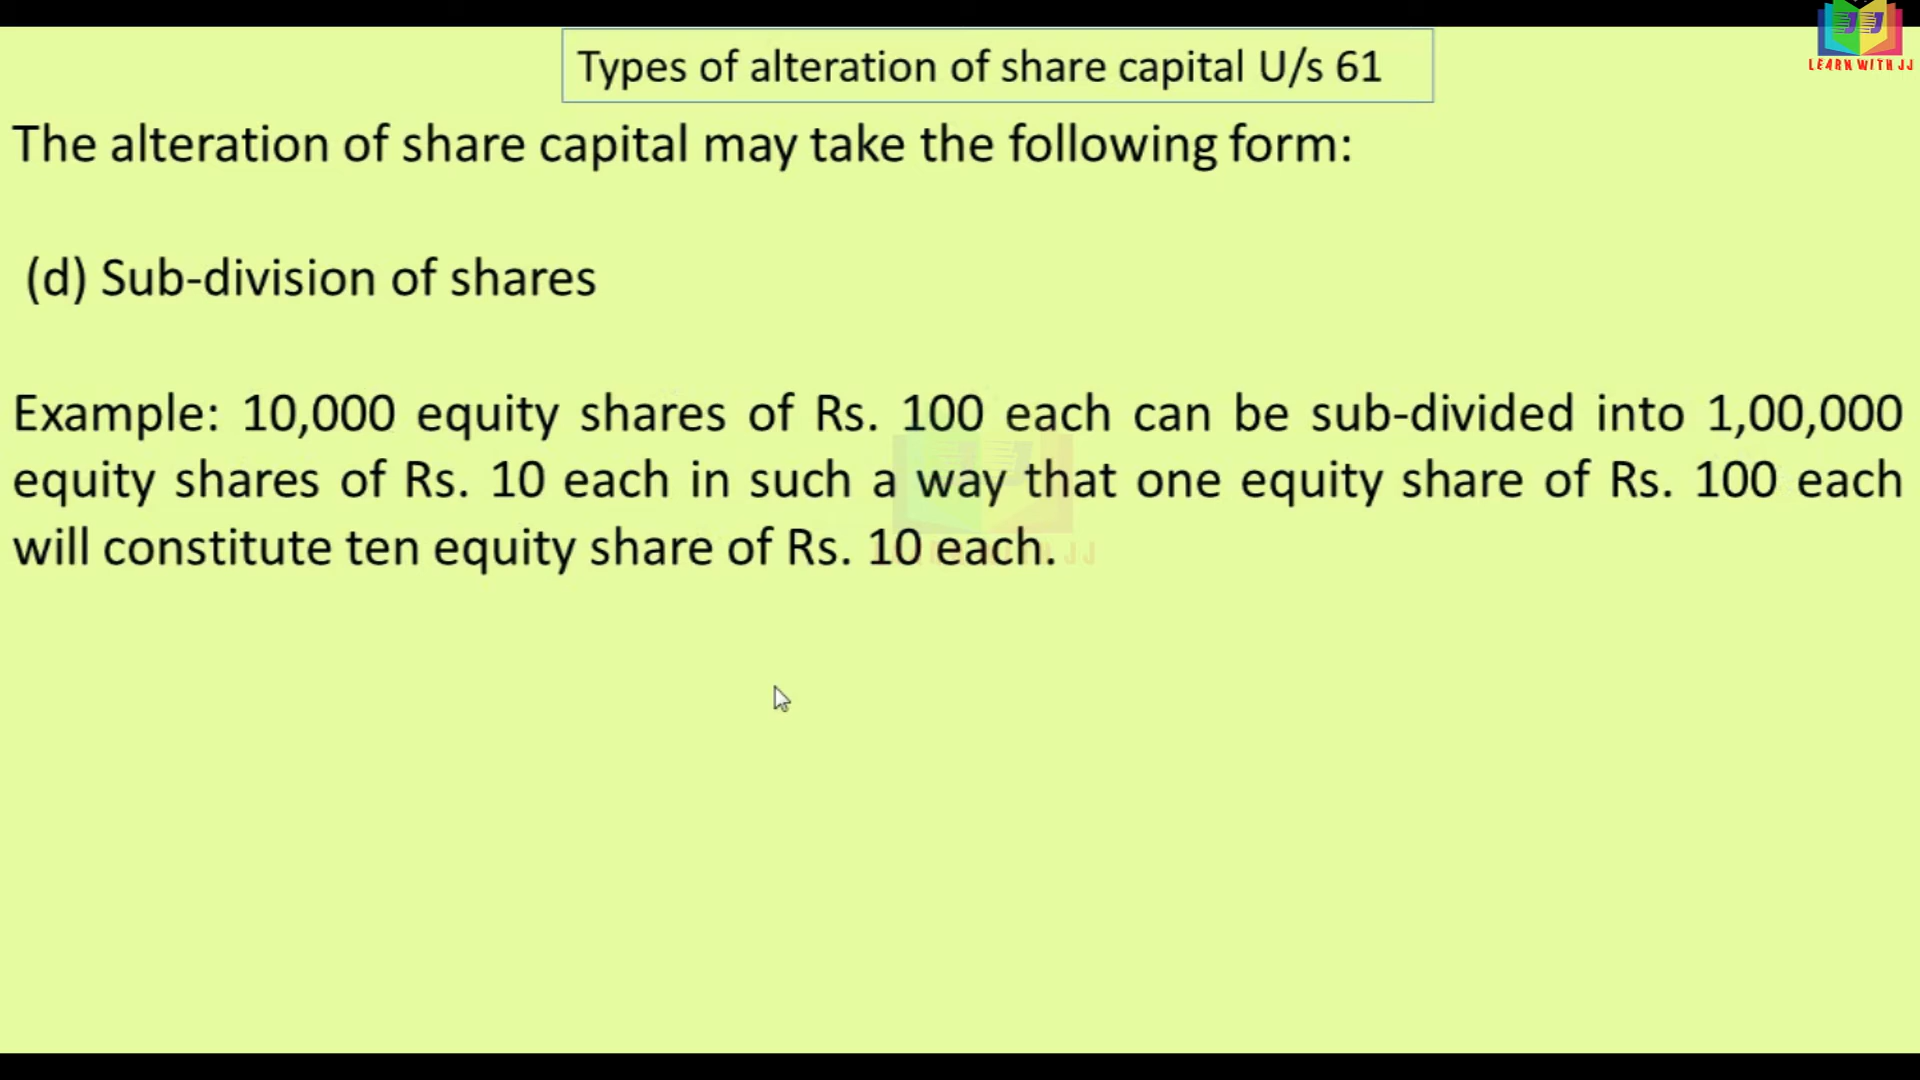 Types of alteration of share capital U/s 61
LEARN WITH JJ
The alteration of share capital may take the following form:
(d) Sub-division of shares
Example: 10,000 equity shares of Rs. 100 each can be sub-divided into 1,00,000
equity shares of Rs. 10 each in such a way that one equity share of Rs. 100 each
will constitute ten equity share of Rs. 10 each.
LEARN WITH JJ